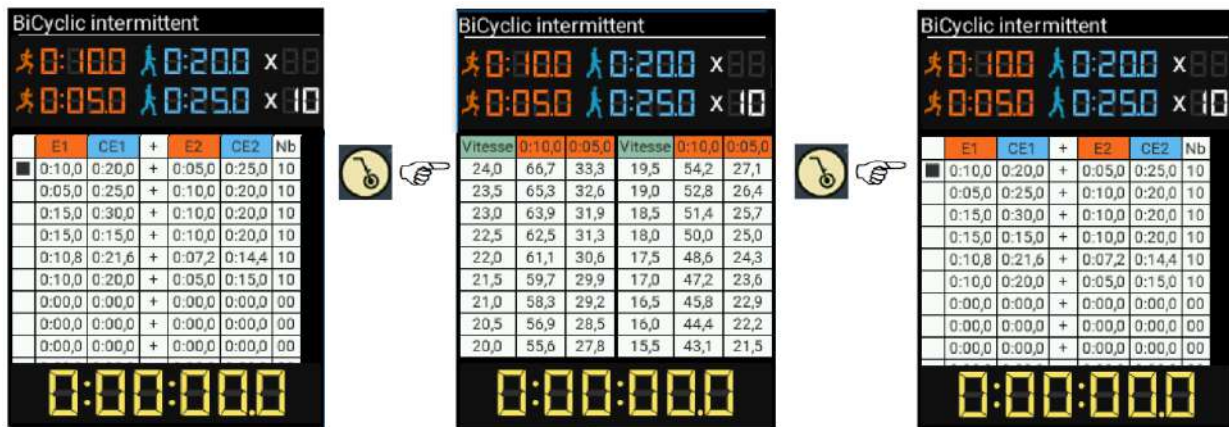 BiCyclic intermittent
0:10.0 0:20.0 x
0:05.0 0:25.0 x 10
E1 CE1 + E2 CE2 Nb
0:10,0 0:20,0 + 0:05,0 0:25,0 10
0:05,0 0:25,0 + 0:10,0 0:20,0 10
0:15,0 0:30,0 + 0:10,0 0:20,0 10
0:15,0 0:15,0 + 0:10,0 0:20,0 10
0:10,8 0:21,6 + 0:07,2 0:14,4 10
0:10,0 0:20,0 + 0:05,0 0:15,0 10
0:00,0 0:00,0 + 0:00,0 0:00,0 00
0:00,0 0:00,0 + 0:00,0 0:00,0 00
0:00,0 0:00,0 + 0:00,0 0:00,0 00
0:00:00.0
BiCyclic intermittent
0:10.0 0:20.0 x
0:05.0 0:25.0 x 10
Vitesse 0:10,0 0:05,0 Vitesse 0:10,0 0:05,0
24,0 66,7 33,3 19,5 54,2 27,1
23,5 65,3 32,6 19,0 52,8 26,4
23,0 63,9 31,9 18,5 51,4 25,7
22,5 62,5 31,3 18,0 50,0 25,0
22,0 61,1 30,6 17,5 48,6 24,3
21,5 59,7 29,9 17,0 47,2 23,6
21,0 58,3 29,2 16,5 45,8 22,9
20,5 56,9 28,5 16,0 44,4 22,2
20,0 55,6 27,8 15,5 43,1 21,5
0:00:00.0
BiCyclic intermittent
0:10.0 0:20.0 x
0:05.0 0:25.0 x 10
E1 CE1 + E2 CE2 Nb
0:10,0 0:20,0 + 0:05,0 0:25,0 10
0:05,0 0:25,0 + 0:10,0 0:20,0 10
0:15,0 0:30,0 + 0:10,0 0:20,0 10
0:15,0 0:15,0 + 0:10,0 0:20,0 10
0:10,8 0:21,6 + 0:07,2 0:14,4 10
0:10,0 0:20,0 + 0:05,0 0:15,0 10
0:00,0 0:00,0 + 0:00,0 0:00,0 00
0:00,0 0:00,0 + 0:00,0 0:00,0 00
0:00,0 0:00,0 + 0:00,0 0:00,0 00
0:00:00.0